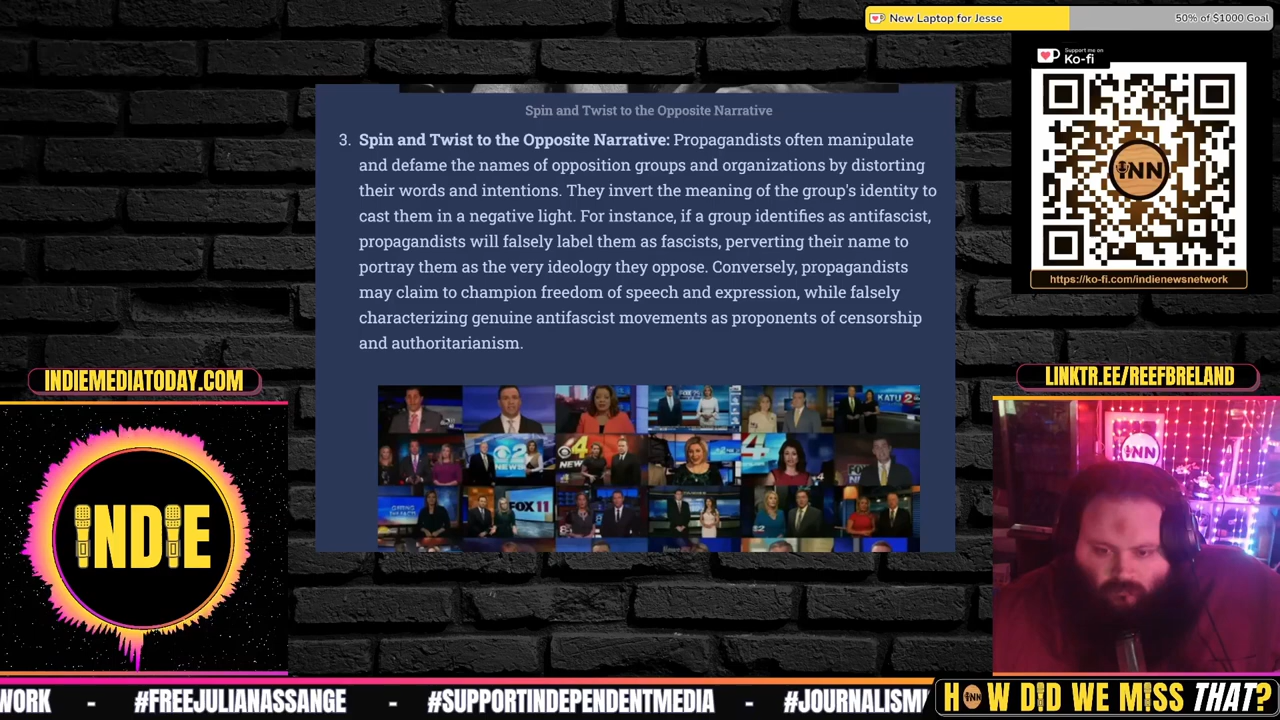 New Laptop for Jesse
50% of $1000 Goal
Support me on
Ko-fi
iNN
https://ko-fi.com/indienewsnetwork
Spin and Twist to the Opposite Narrative
3. Spin and Twist to the Opposite Narrative: Propagandists often manipulate
and defame the names of opposition groups and organizations by distorting
their words and intentions. They invert the meaning of the group's identity to
cast them in a negative light. For instance, if a group identifies as antifascist,
propagandists will falsely label them as fascists, perverting their name to
portray them as the very ideology they oppose. Conversely, propagandists
may claim to champion freedom of speech and expression, while falsely
characterizing genuine antifascist movements as proponents of censorship
and authoritarianism.
KATU 2
2
NEWS
4
NEWS
4
FOX 11
INDIEMEDIATODAY.COM
INDIE
LINKTR.EE/REEFBRELAND
iNN
WORK - #FREEJULIANASSANGE - #SUPPORTINDEPENDENTMEDIA - #JOURNALISM
HOW DID WE MISS THAT?